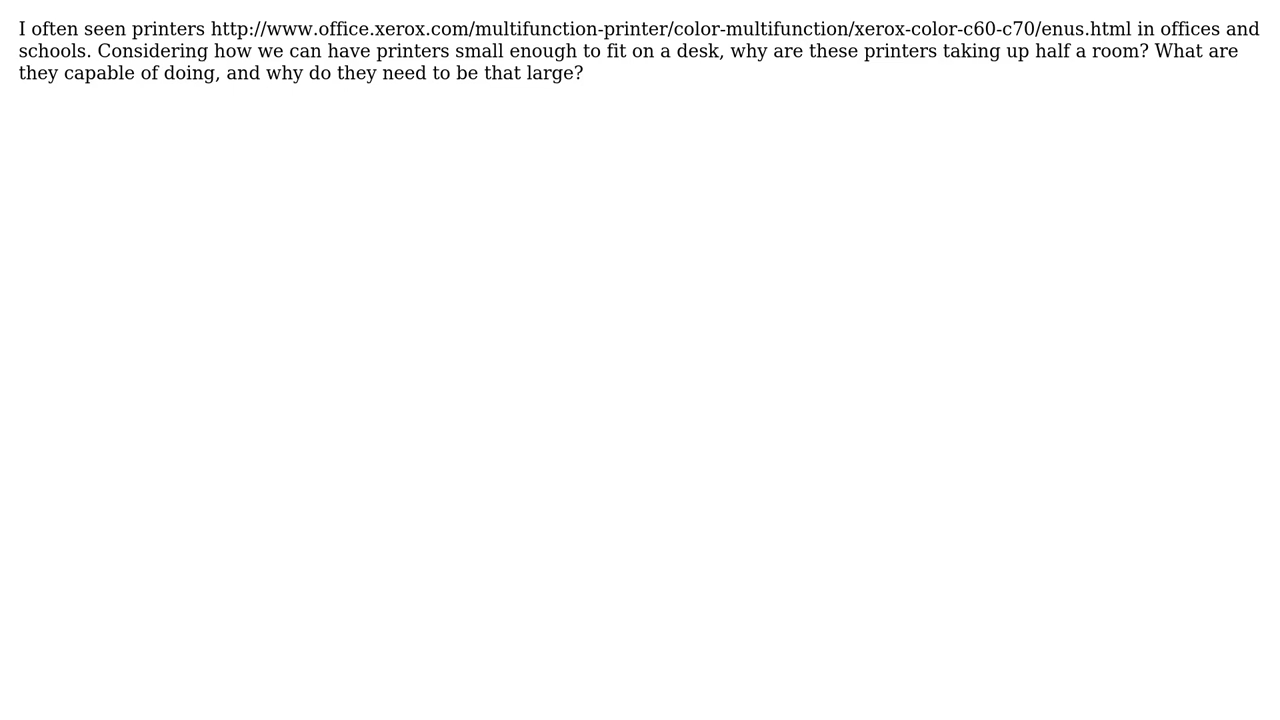 I often seen printers http://www.office.xerox.com/multifunction-printer/color-multifunction/xerox-color-c60-c70/enus.html in offices and
schools. Considering how we can have printers small enough to fit on a desk, why are these printers taking up half a room? What are
they capable of doing, and why do they need to be that large?